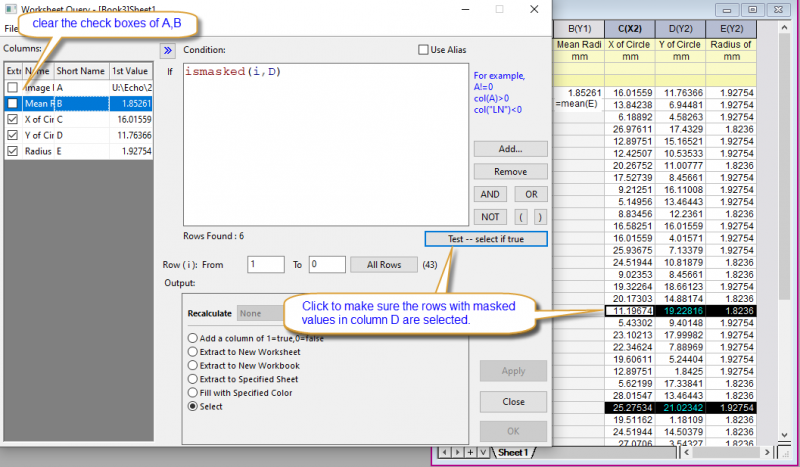 Worksheet Query - [Book3]Sheet1
clear the check boxes of A,B
Fil
Columns:
Extr Name Short Name 1st Value
Image A U:\Echo\2
Mean R B 1.85261
X of Cir C 16.01559
Y of Cir D 11.76366
Radius E 1.92754
Condition:
Use Alias
If
ismasked(i,D)
For example,
A!=0
col(A)>0
col("LN")<0
Add...
Remove
AND OR
NOT ( )
Rows Found : 6
Test -- select if true
Row ( i ): From 1 To 0 All Rows (43)
Output:
Recalculate None
Add a column of 1=true,0=false
Extract to New Worksheet
Extract to New Workbook
Extract to Specified Sheet
Fill with Specified Color
Select
Apply
Close
OK
Click to make sure the rows with masked
values in column D are selected.
B(Y1) C(X2) D(Y2) E(Y2)
Mean Radi X of Circle Y of Circle Radius of
mm mm mm mm
1.85261 16.01559 11.76366 1.92754
=mean(E) 13.84238 6.94481 1.92754
6.18892 4.58263 1.92754
26.97611 17.4329 1.8236
12.89751 15.16521 1.92754
12.42507 10.53533 1.92754
20.26752 11.00777 1.8236
17.52739 8.45661 1.92754
9.21251 16.11008 1.92754
5.14956 13.46443 1.92754
8.83456 12.2361 1.8236
16.58251 16.01559 1.92754
16.01559 4.01571 1.92754
25.93675 7.13379 1.92754
24.51944 10.81879 1.8236
9.02353 8.45661 1.92754
19.32264 18.66123 1.92754
20.17303 14.88174 1.92754
11.19674 19.22816 1.8236
5.43302 9.40148 1.92754
23.10213 17.99982 1.92754
22.34624 7.88969 1.92754
19.60611 5.24404 1.92754
12.89751 1.8425 1.92754
5.62199 17.33841 1.92754
28.01547 13.46443 1.8236
25.27534 21.02342 1.92754
19.51162 1.18109 1.8236
24.51944 14.50379 1.92754
27.0706 3.54327 1.8236
Sheet1